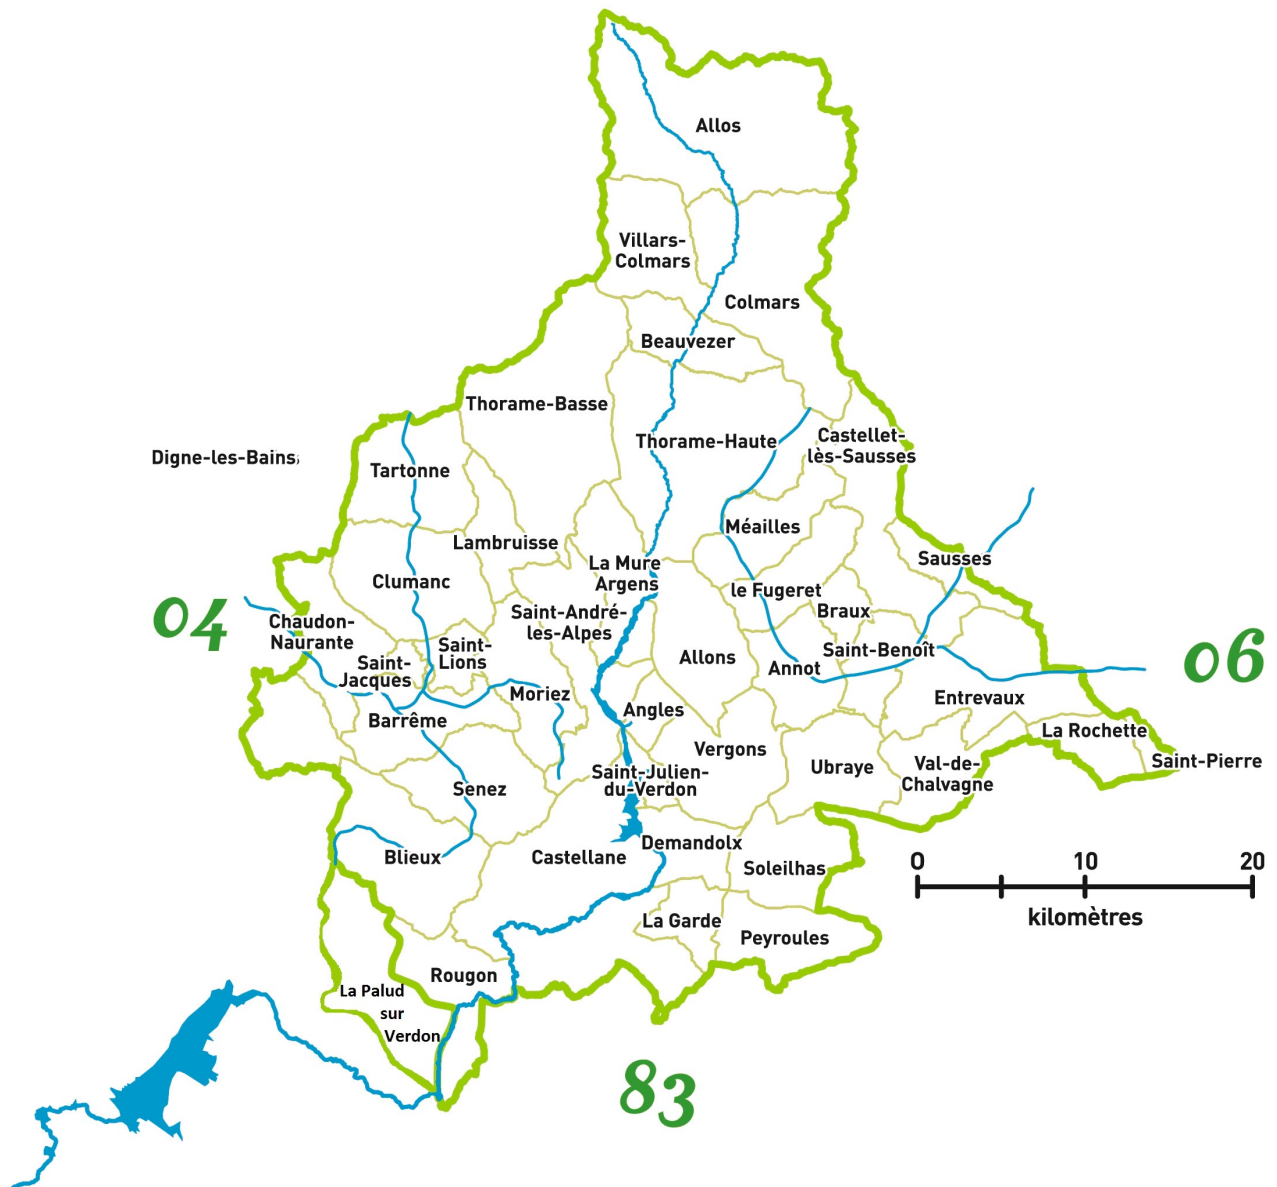 Allos
Villars-
Colmars
Colmars
Beauvezer
Thorame-Basse
Thorame-Haute
Castellet-
lès-Sausses
Digne-les-Bains
Tartonne
Méailles
Lambruisse
Sausses
La Mure
Argens
Clumanc
le Fugeret
04
Chaudon-
Naurante
Saint-André-
les-Alpes
Braux
Saint-
Lions
Saint-Benoît
06
Saint-
Jacques
Allons
Annot
Moriez
Entrevaux
Barrême
Angles
La Rochette
Vergons
Saint-Pierre
Ubraye
Val-de-
Chalvagne
Saint-Julien-
du-Verdon
Senez
Demandolx
Blieux
Castellane
Soleilhas
0 10 20
kilomètres
La Garde
Peyroules
Rougon
La Palud
sur
Verdon
83